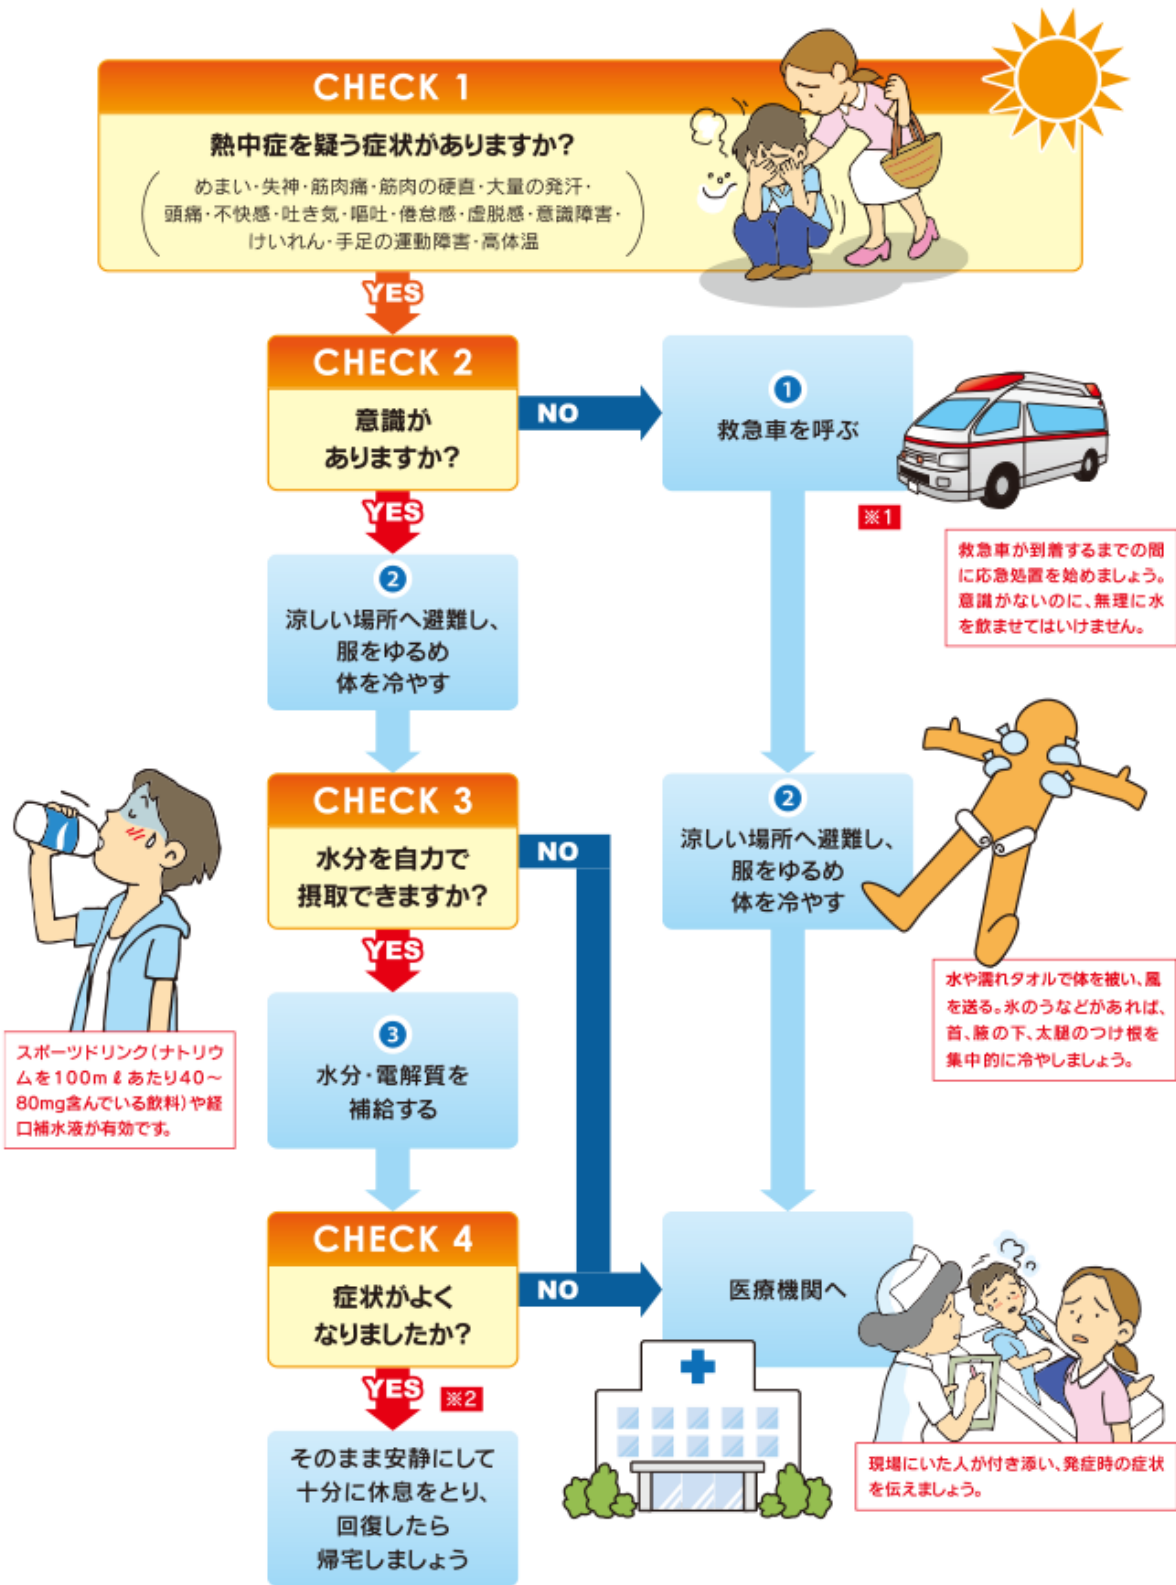 CHECK 1
熱中症を疑う症状がありますか?
めまい・失神・筋肉痛・筋肉の硬直・大量の発汗・
頭痛・不快感・吐き気・嘔吐・倦怠感・虚脱感・意識障害・
けいれん・手足の運動障害・高体温
YES
CHECK 2
意識が
ありますか?
NO
1
救急車を呼ぶ
※1
救急車が到着するまでの間
に応急処置を始めましょう。
意識がないのに、無理に水
を飲ませてはいけません。
YES
2
涼しい場所へ避難し、
服をゆるめ
体を冷やす
CHECK 3
水分を自力で
摂取できますか?
NO
2
涼しい場所へ避難し、
服をゆるめ
体を冷やす
水や濡れタオルで体を被い、風
を送る。氷のうなどがあれば、
首、腋の下、太腿のつけ根を
集中的に冷やしましょう。
YES
3
水分・電解質を
補給する
スポーツドリンク(ナトリウ
ムを100mℓあたり40〜
80mg含んでいる飲料)や経
口補水液が有効です。
CHECK 4
症状がよく
なりましたか?
NO
医療機関へ
現場にいた人が付き添い、発症時の症状
を伝えましょう。
YES
※2
そのまま安静にして
十分に休息をとり、
回復したら
帰宅しましょう